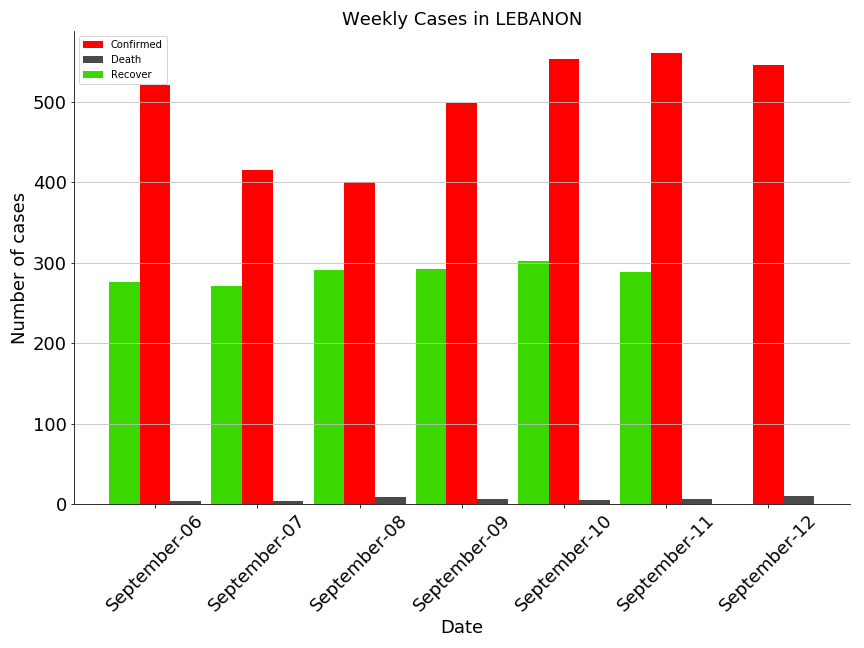 Weekly Cases in LEBANON
Confirmed
Death
Recover
Number of cases
500
400
300
200
100
0
September-06
September-07
September-08
September-09
September-10
September-11
September-12
Date